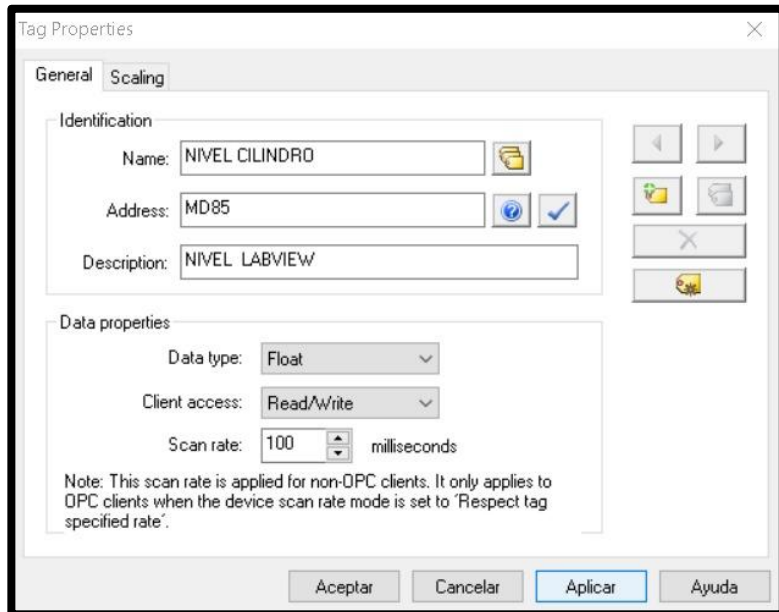 Tag Properties
General Scaling
Identification
Name: NIVEL CILINDRO
Address: MD85
Description: NIVEL  LABVIEW
Data properties
Data type: Float
Client access: Read/Write
Scan rate: 100 milliseconds
Note: This scan rate is applied for non-OPC clients. It only applies to
OPC clients when the device scan rate mode is set to ´Respect tag
specified rate´.
Aceptar Cancelar Aplicar Ayuda